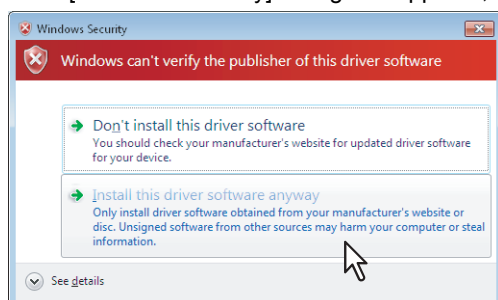 Windows Security
Windows can't verify the publisher of this driver software
Don't install this driver software
You should check your manufacturer's website for updated driver software
for your device.
Install this driver software anyway
Only install driver software obtained from your manufacturer's website or
disc. Unsigned software from other sources may harm your computer or steal
information.
See details